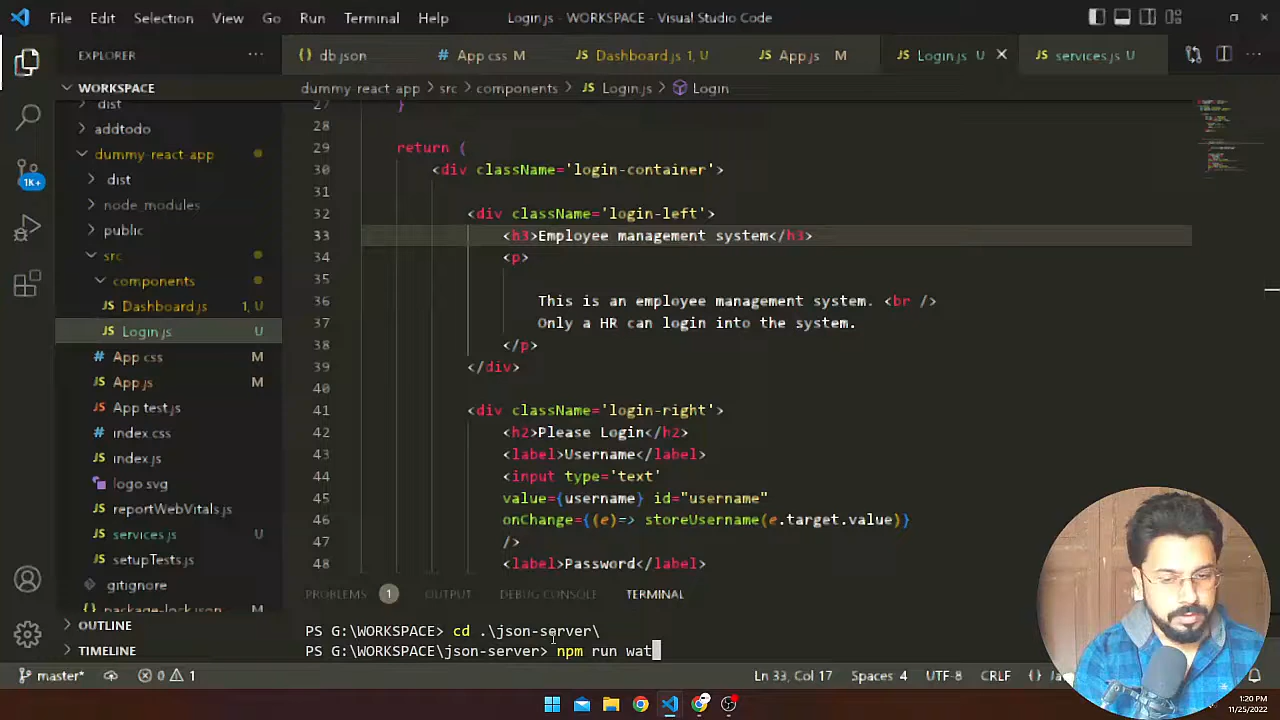 File Edit Selection View Go Run Terminal Help
Login.js - WORKSPACE - Visual Studio Code
EXPLORER
db.json
App.css M
Dashboard.js 1, U
App.js M
Login.js U
services.js U
WORKSPACE
dummy-react-app > src > components > Login.js > Login
dist
addtodo
dummy-react-app
dist
node_modules
public
src
components
Dashboard.js 1, U
Login.js U
App.css M
App.js M
App.test.js
index.css
index.js
logo.svg
reportWebVitals.js
services.js U
setupTests.js
.gitignore
package-lock.json M
OUTLINE
TIMELINE
1K+
27 }
28
29 return (
30 <div className='login-container'>
31
32 <div className='login-left'>
33 <h3>Employee management system</h3>
34 <p>
35
36 This is an employee management system. <br />
37 Only a HR can login into the system.
38 </p>
39 </div>
40
41 <div className='login-right'>
42 <h2>Please Login</h2>
43 <label>Username</label>
44 <input type='text'
45 value={username} id="username"
46 onChange={(e)=> storeUsername(e.target.value)}
47 />
48 <label>Password</label>
PROBLEMS 1 OUTPUT DEBUG CONSOLE TERMINAL
PS G:\WORKSPACE> cd .\json-server\
PS G:\WORKSPACE\json-server> npm run wat
master* 0 1 Ln 33, Col 17 Spaces: 4 UTF-8 CRLF {}
1:20 PM
11/25/2022